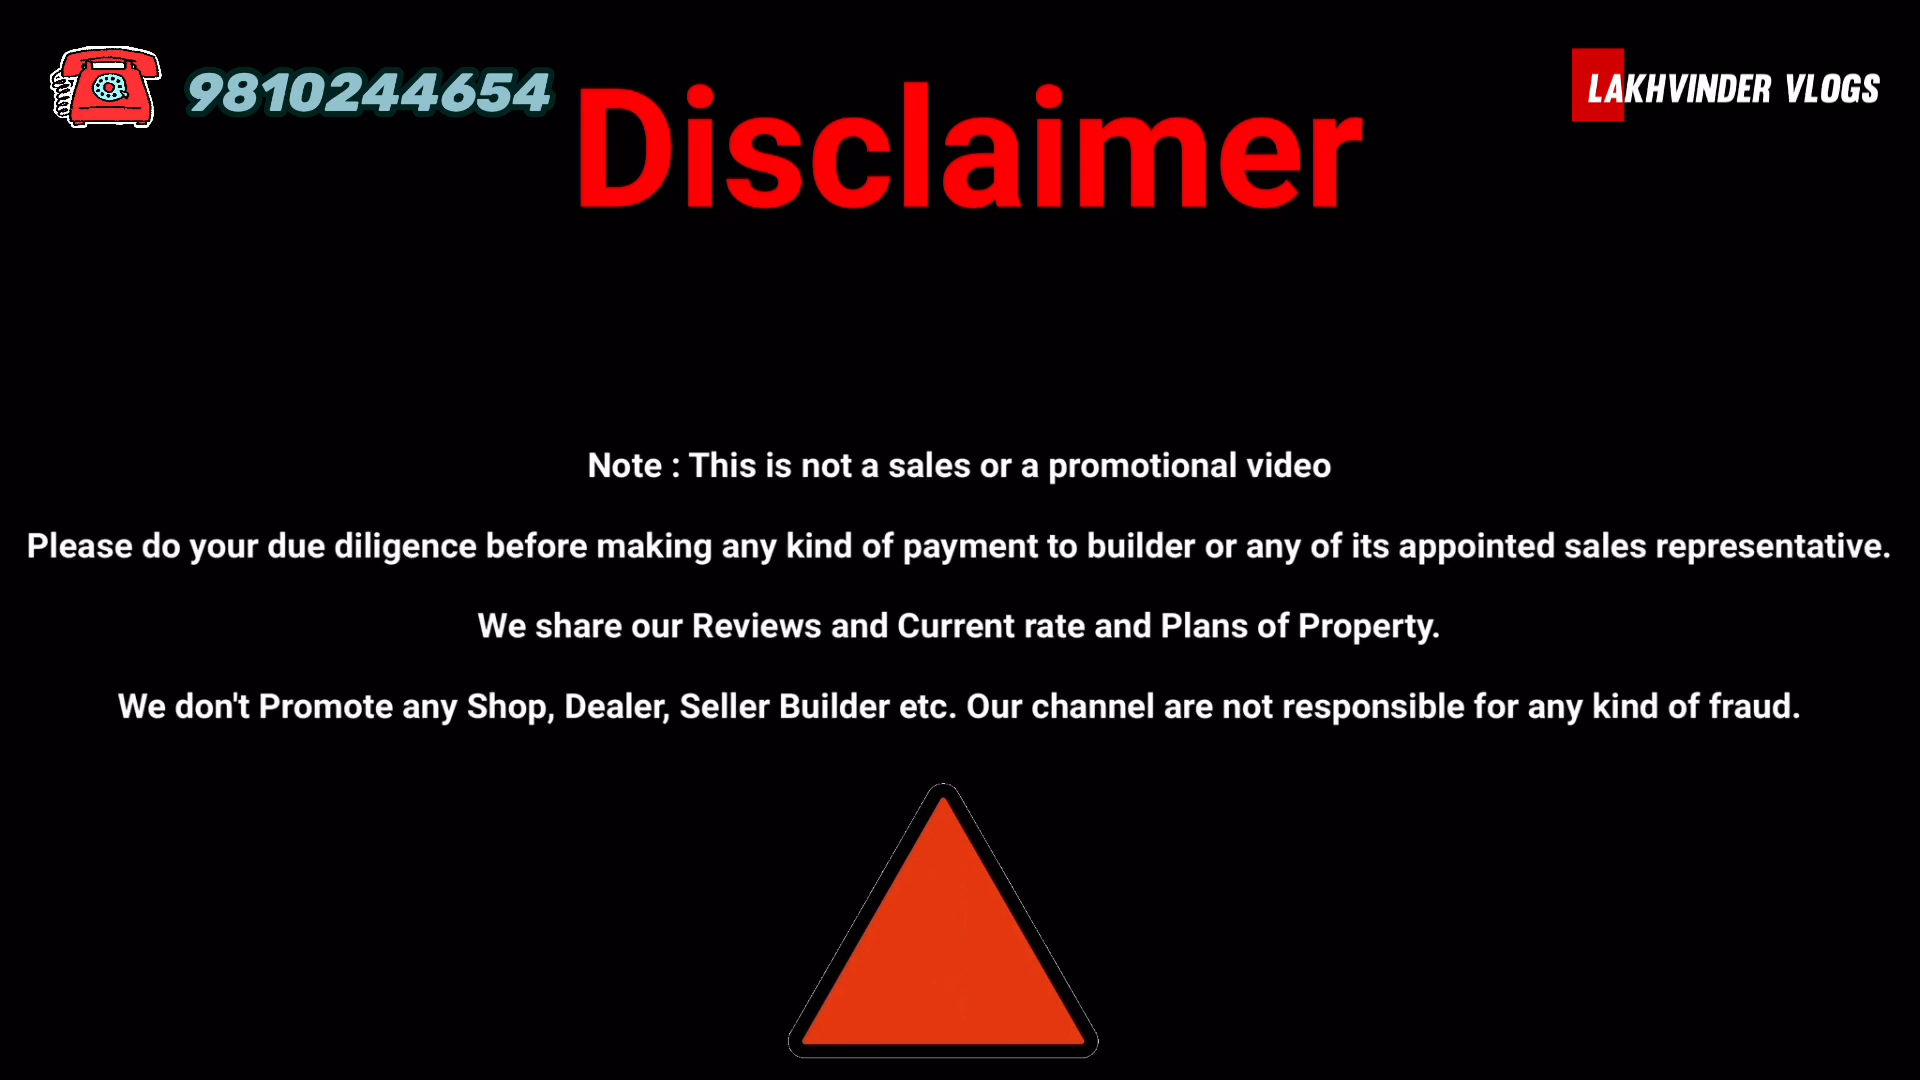 9810244654
LAKHVINDER VLOGS
Disclaimer
Note : This is not a sales or a promotional video
Please do your due diligence before making any kind of payment to builder or any of its appointed sales representative.
We share our Reviews and Current rate and Plans of Property.
We don't Promote any Shop, Dealer, Seller Builder etc. Our channel are not responsible for any kind of fraud.